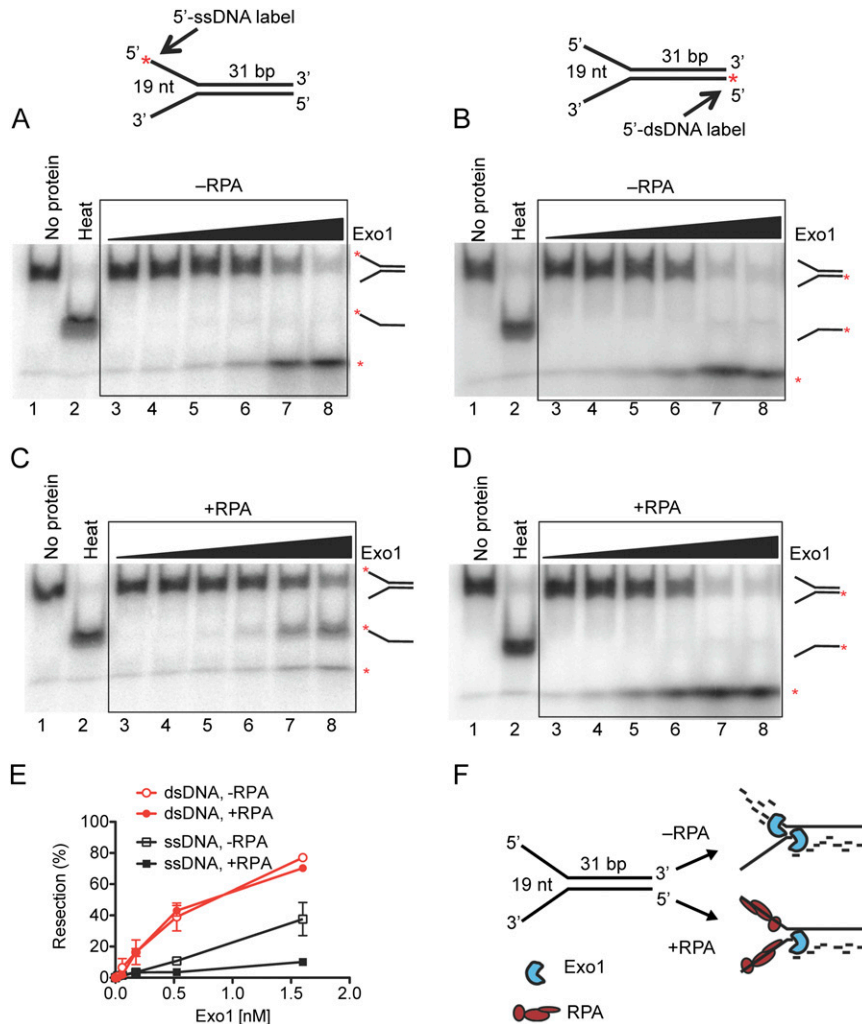 5'-ssDNA label
5'
*
31 bp
3'
19 nt
5'
3'
5'
31 bp
3'
19 nt
*
5'
3'
5'-dsDNA label
A
No protein
Heat
–RPA
Exo1
*
*
*
1 2 3 4 5 6 7 8
B
No protein
Heat
–RPA
Exo1
*
*
*
1 2 3 4 5 6 7 8
C
No protein
Heat
+RPA
Exo1
*
*
*
1 2 3 4 5 6 7 8
D
No protein
Heat
+RPA
Exo1
*
*
*
1 2 3 4 5 6 7 8
E
dsDNA, -RPA
dsDNA, +RPA
ssDNA, -RPA
ssDNA, +RPA
Resection (%)
100
80
60
40
20
0
0.0 0.5 1.0 1.5 2.0
Exo1 [nM]
F
5'
31 bp
3'
19 nt
5'
3'
–RPA
+RPA
Exo1
RPA